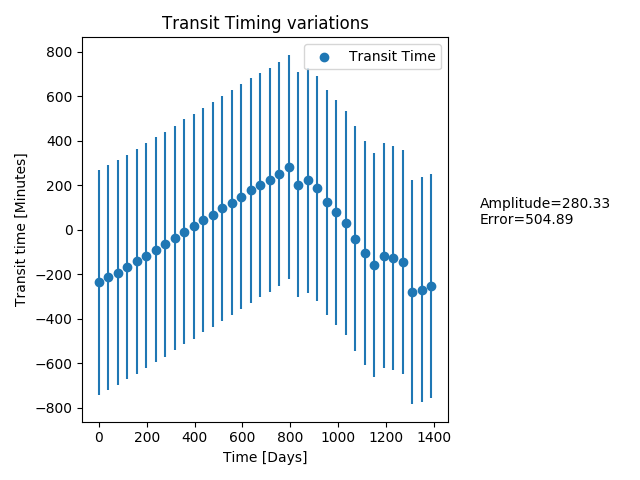 Transit Timing variations
Transit Time
Transit time [Minutes]
800
600
400
200
0
−200
−400
−600
−800
0
200
400
600
800
1000
1200
1400
Time [Days]
Amplitude=280.33
Error=504.89